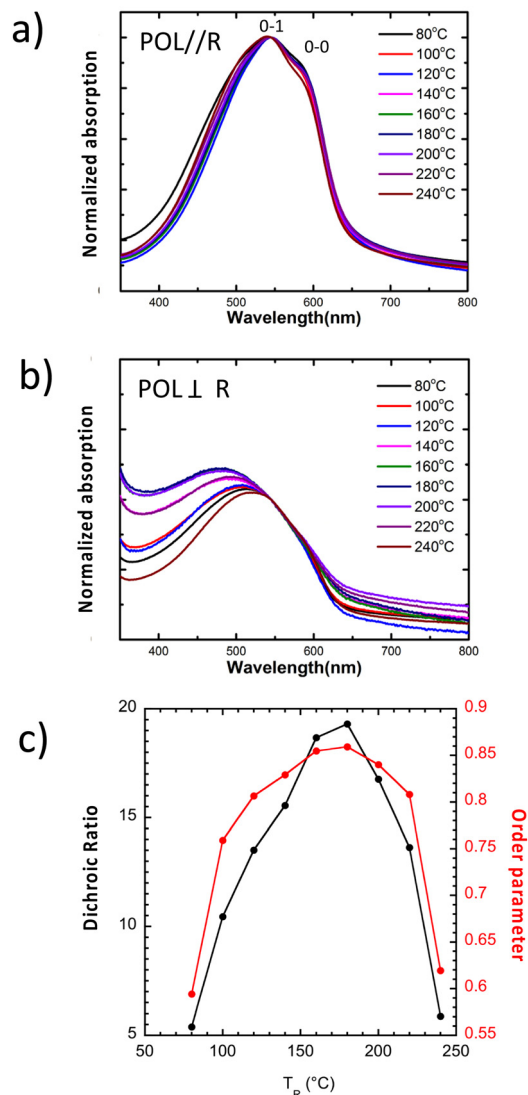 a)
POL//R
0-1
0-0
80°C
100°C
120°C
140°C
160°C
180°C
200°C
220°C
240°C
Normalized absorption
400 500 600 700 800
Wavelength(nm)
b)
POL⊥ R
80°C
100°C
120°C
140°C
160°C
180°C
200°C
220°C
240°C
Normalized absorption
400 500 600 700 800
Wavelength(nm)
c)
20
15
10
5
Dichroic Ratio
0.9
0.85
0.8
0.75
0.7
0.65
0.6
0.55
Order parameter
50 100 150 200 250
T_R (°C)